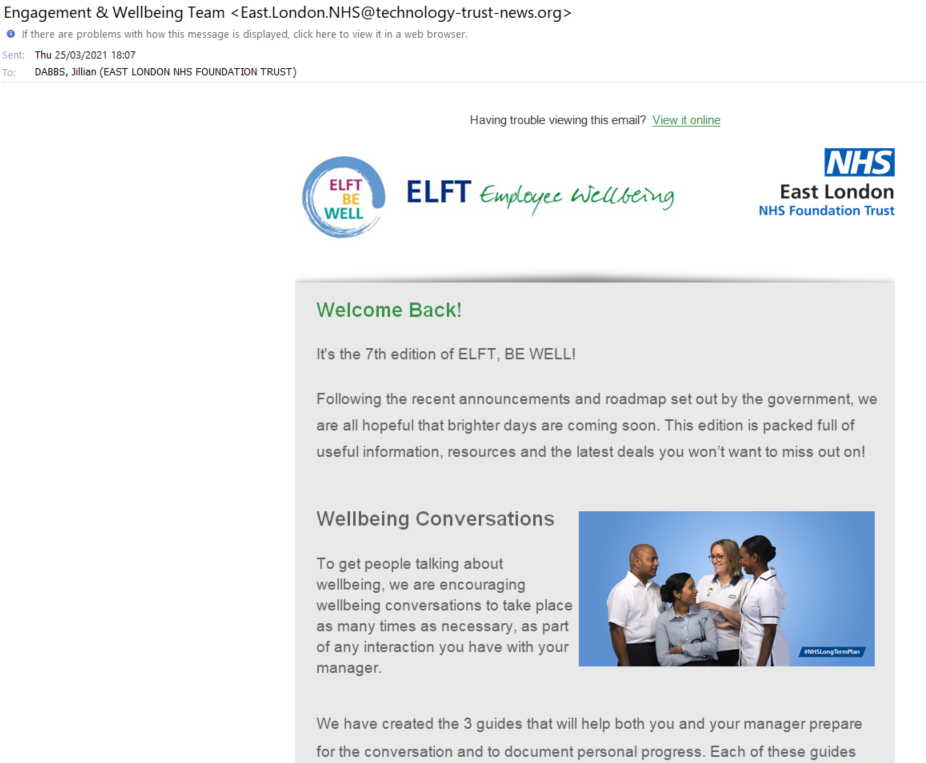 Engagement & Wellbeing Team <East.London.NHS@technology-trust-news.org>
If there are problems with how this message is displayed, click here to view it in a web browser.
Sent: Thu 25/03/2021 18:07
To: DABBS, Jillian (EAST LONDON NHS FOUNDATION TRUST)
Having trouble viewing this email? View it online
ELFT
BE
WELL
ELFT Employee Wellbeing
NHS
East London
NHS Foundation Trust
Welcome Back!
It's the 7th edition of ELFT, BE WELL!
Following the recent announcements and roadmap set out by the government, we
are all hopeful that brighter days are coming soon. This edition is packed full of
useful information, resources and the latest deals you won't want to miss out on!
Wellbeing Conversations
To get people talking about
wellbeing, we are encouraging
wellbeing conversations to take place
as many times as necessary, as part
of any interaction you have with your
manager.
#NHSLongTermPlan
We have created the 3 guides that will help both you and your manager prepare
for the conversation and to document personal progress. Each of these guides